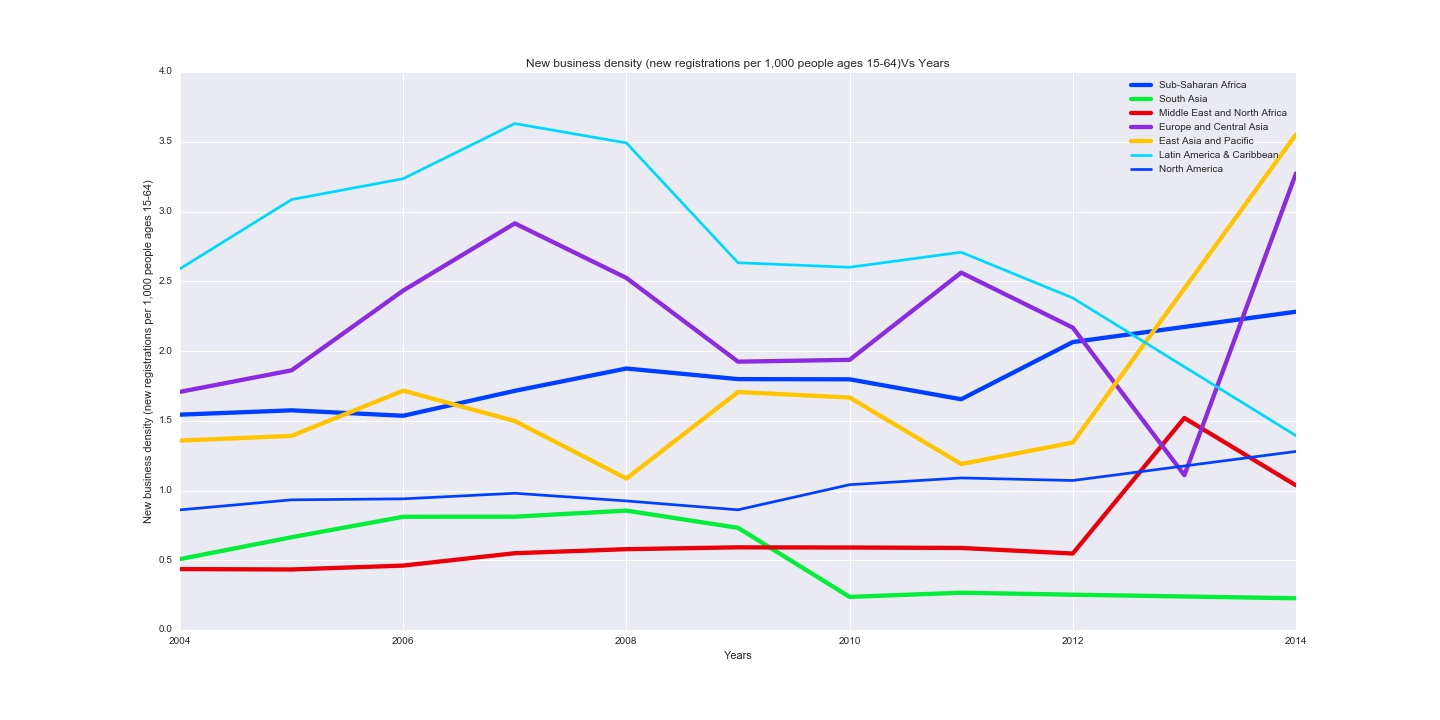 New business density (new registrations per 1,000 people ages 15-64)Vs Years
4.0
3.5
3.0
2.5
2.0
1.5
1.0
0.5
0.0
New business density (new registrations per 1,000 people ages 15-64)
Sub-Saharan Africa
South Asia
Middle East and North Africa
Europe and Central Asia
East Asia and Pacific
Latin America & Caribbean
North America
2004 2006 2008 2010 2012 2014
Years